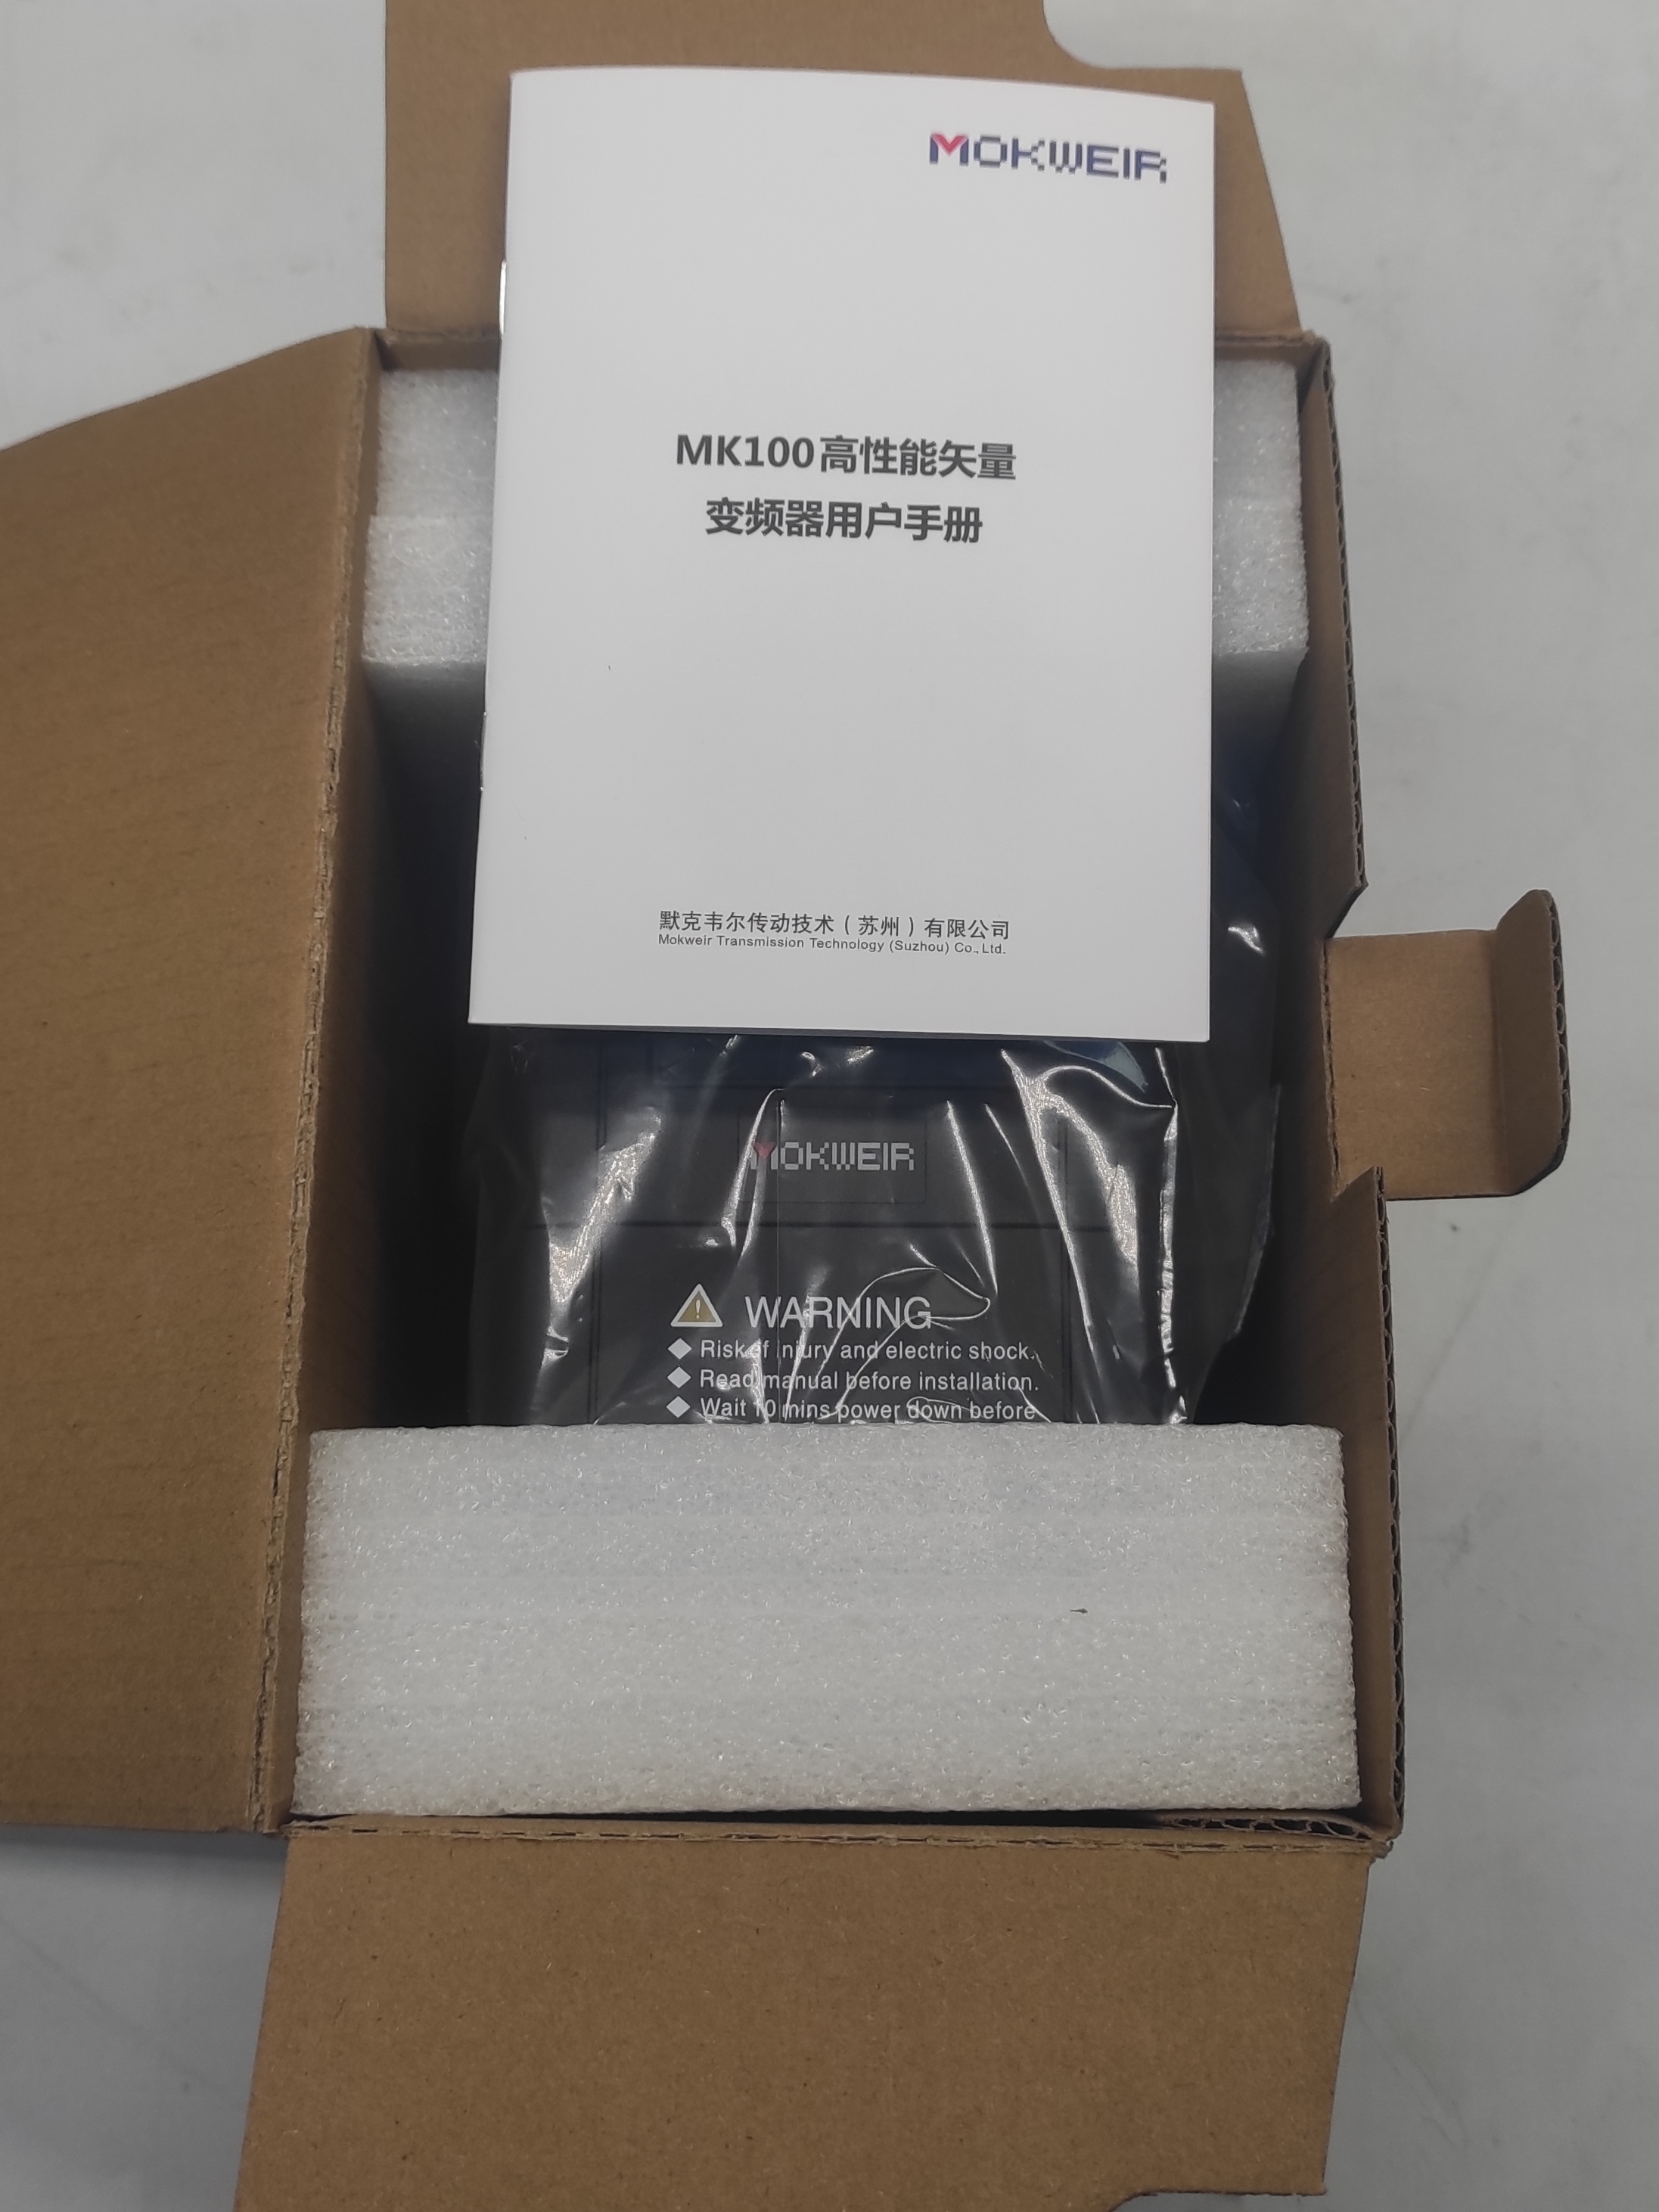 MOKWEIR
MK100高性能矢量
变频器用户手册
默克韦尔传动技术（苏州）有限公司
Mokweir Transmission Technology (Suzhou) Co., Ltd.
MOKWEIR
WARNING
Risk of injury and electric shock.
Read manual before installation.
Wait 10 mins power down before